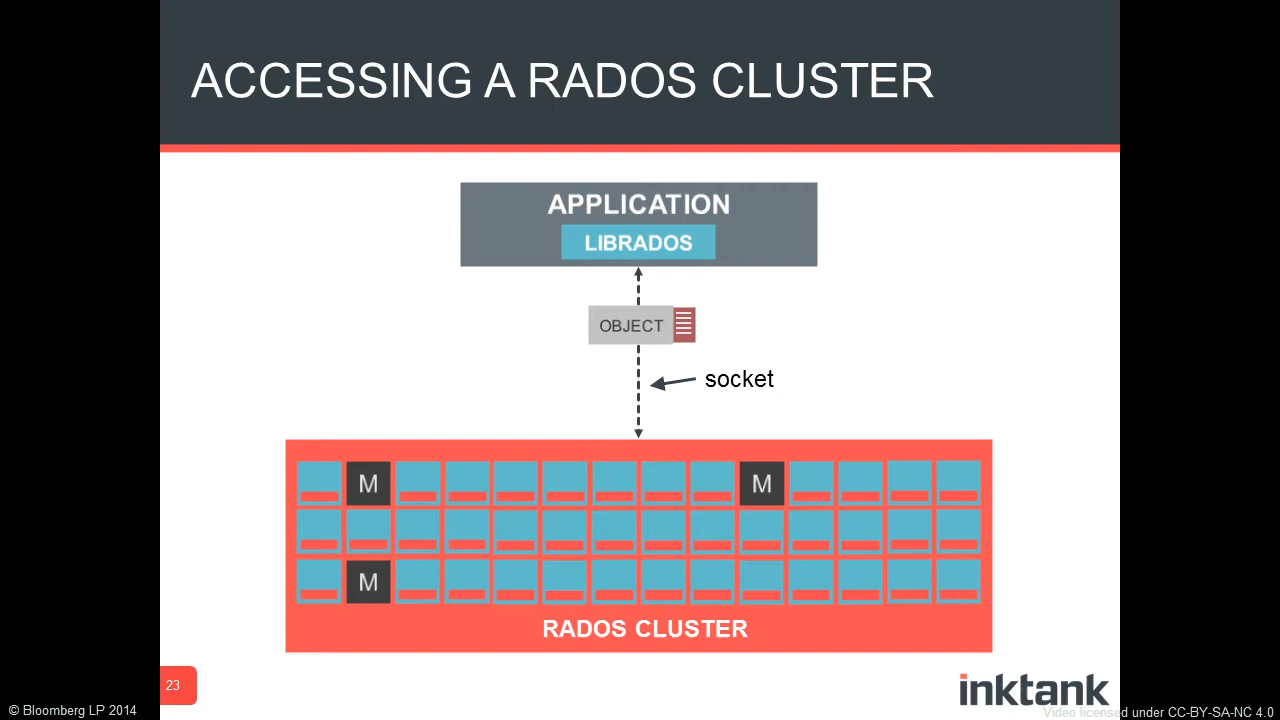 ACCESSING A RADOS CLUSTER
APPLICATION
LIBRADOS
OBJECT
socket
M
M
M
RADOS CLUSTER
23
inktank
© Bloomberg LP 2014
Video licensed under CC-BY-SA-NC 4.0